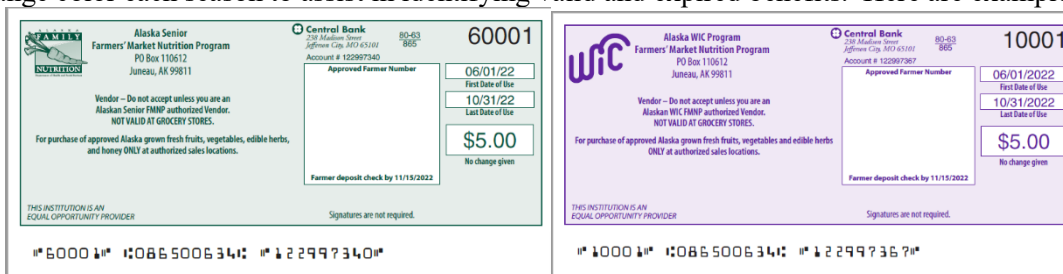 ange color each season to assist in identifying valid and expired benefits. Here are example
FAMILY
NUTRITION
Alaska Senior
Farmers' Market Nutrition Program
PO Box 110612
Juneau, AK 99811
Central Bank
238 Madison Street
Jefferson City, MO 65101
80-63
865
Account # 122997340
60001
Approved Farmer Number
06/01/22
First Date of Use
10/31/22
Last Date of Use
Vendor – Do not accept unless you are an
Alaskan Senior FMNP authorized Vendor.
NOT VALID AT GROCERY STORES.
For purchase of approved Alaska grown fresh fruits, vegetables, edible herbs,
and honey ONLY at authorized sales locations.
$5.00
No change given
Farmer deposit check by 11/15/2022
THIS INSTITUTION IS AN
EQUAL OPPORTUNITY PROVIDER
Signatures are not required.
⑈60001⑈ ⑆086500634⑆ ⑈122997340⑈
WIC
Alaska WIC Program
Farmers' Market Nutrition Program
PO Box 110612
Juneau, AK 99811
Central Bank
238 Madison Street
Jefferson City, MO 65101
80-63
865
Account # 122997367
10001
Approved Farmer Number
06/01/2022
First Date of Use
10/31/2022
Last Date of Use
Vendor – Do not accept unless you are an
Alaskan WIC FMNP authorized Vendor.
NOT VALID AT GROCERY STORES.
For purchase of approved Alaska grown fresh fruits, vegetables and edible herbs
ONLY at authorized sales locations.
$5.00
No change given
Farmer deposit check by 11/15/2022
THIS INSTITUTION IS AN
EQUAL OPPORTUNITY PROVIDER
Signatures are not required.
⑈10001⑈ ⑆086500634⑆ ⑈122997367⑈